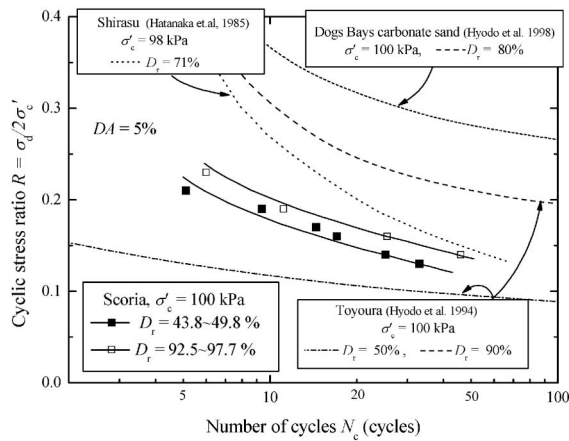 Shirasu (Hatanaka et.al, 1985)
σ'c = 98 kPa
Dr = 71%
Dogs Bays carbonate sand (Hyodo et al. 1998)
σ'c = 100 kPa, Dr = 80%
DA = 5%
Scoria, σ'c = 100 kPa
Dr = 43.8~49.8 %
Dr = 92.5~97.7 %
Toyoura (Hyodo et al. 1994)
σ'c = 100 kPa
Dr = 50% , Dr = 90%
Cyclic stress ratio R = σd/2σ'c
0.4
0.3
0.2
0.1
0.0
5 10 50 100
Number of cycles Nc (cycles)